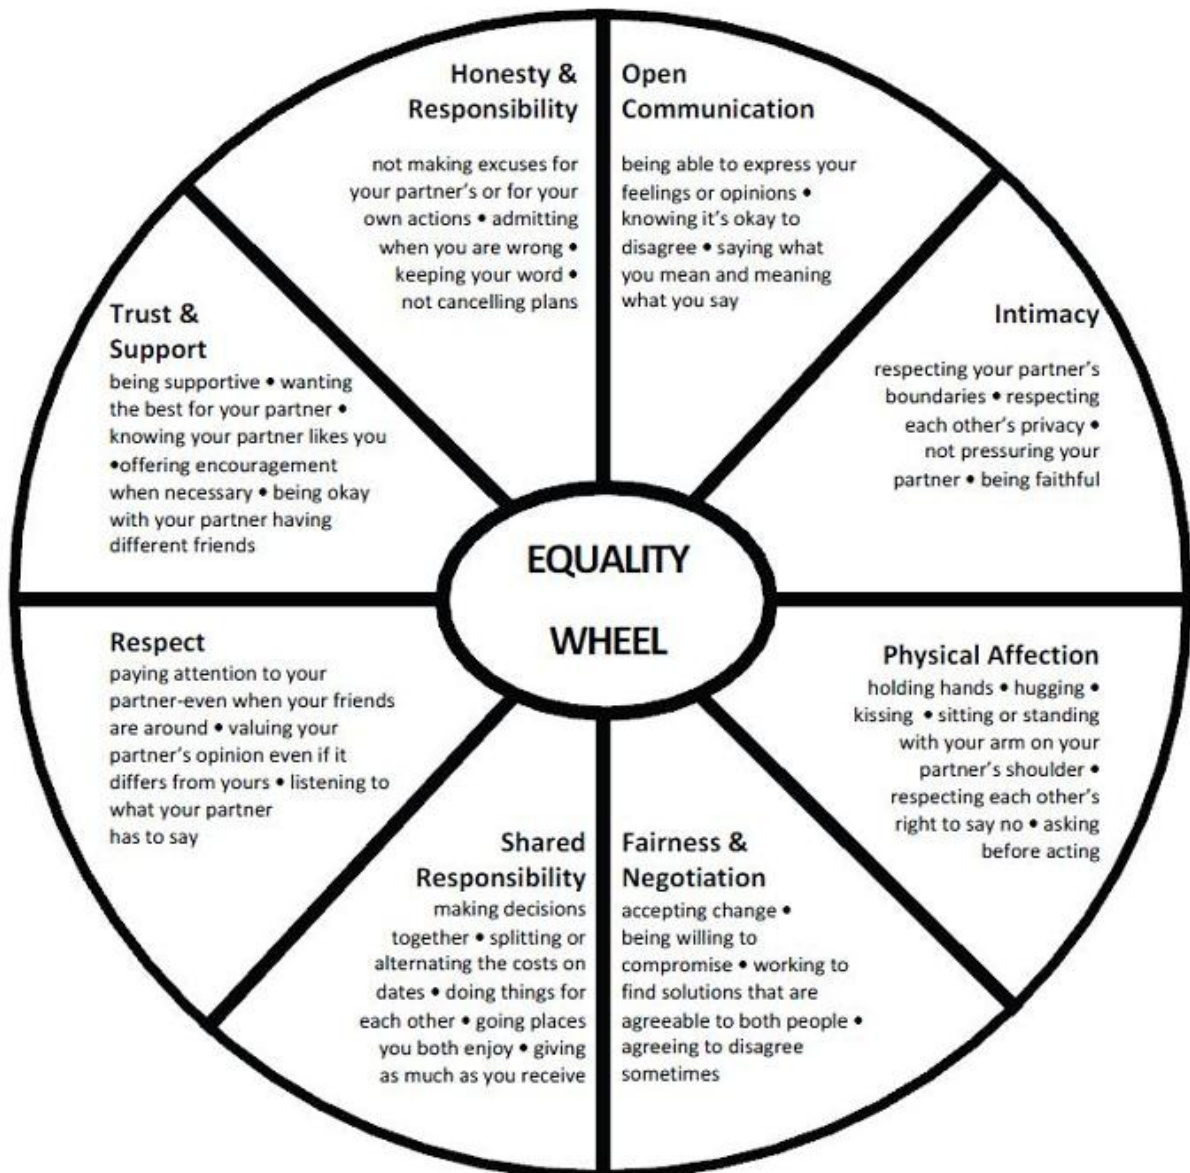 Honesty &
Responsibility
not making excuses for
your partner's or for your
own actions • admitting
when you are wrong •
keeping your word •
not cancelling plans
Open
Communication
being able to express your
feelings or opinions •
knowing it's okay to
disagree • saying what
you mean and meaning
what you say
Trust &
Support
being supportive • wanting
the best for your partner •
knowing your partner likes you
•offering encouragement
when necessary • being okay
with your partner having
different friends
Intimacy
respecting your partner's
boundaries • respecting
each other's privacy •
not pressuring your
partner • being faithful
EQUALITY
WHEEL
Respect
paying attention to your
partner-even when your friends
are around • valuing your
partner's opinion even if it
differs from yours • listening to
what your partner
has to say
Physical Affection
holding hands • hugging •
kissing • sitting or standing
with your arm on your
partner's shoulder •
respecting each other's
right to say no • asking
before acting
Shared
Responsibility
making decisions
together • splitting or
alternating the costs on
dates • doing things for
each other • going places
you both enjoy • giving
as much as you receive
Fairness &
Negotiation
accepting change •
being willing to
compromise • working to
find solutions that are
agreeable to both people •
agreeing to disagree
sometimes